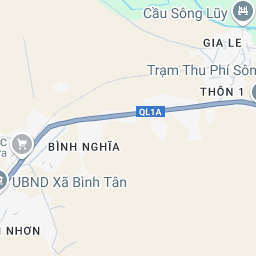 Cầu Sông Lũy
GIA LE
Trạm Thu Phí Sôn
THÔN 1
QL1A
C
BÌNH NGHĨA
UBND Xã Bình Tân
NHƠN